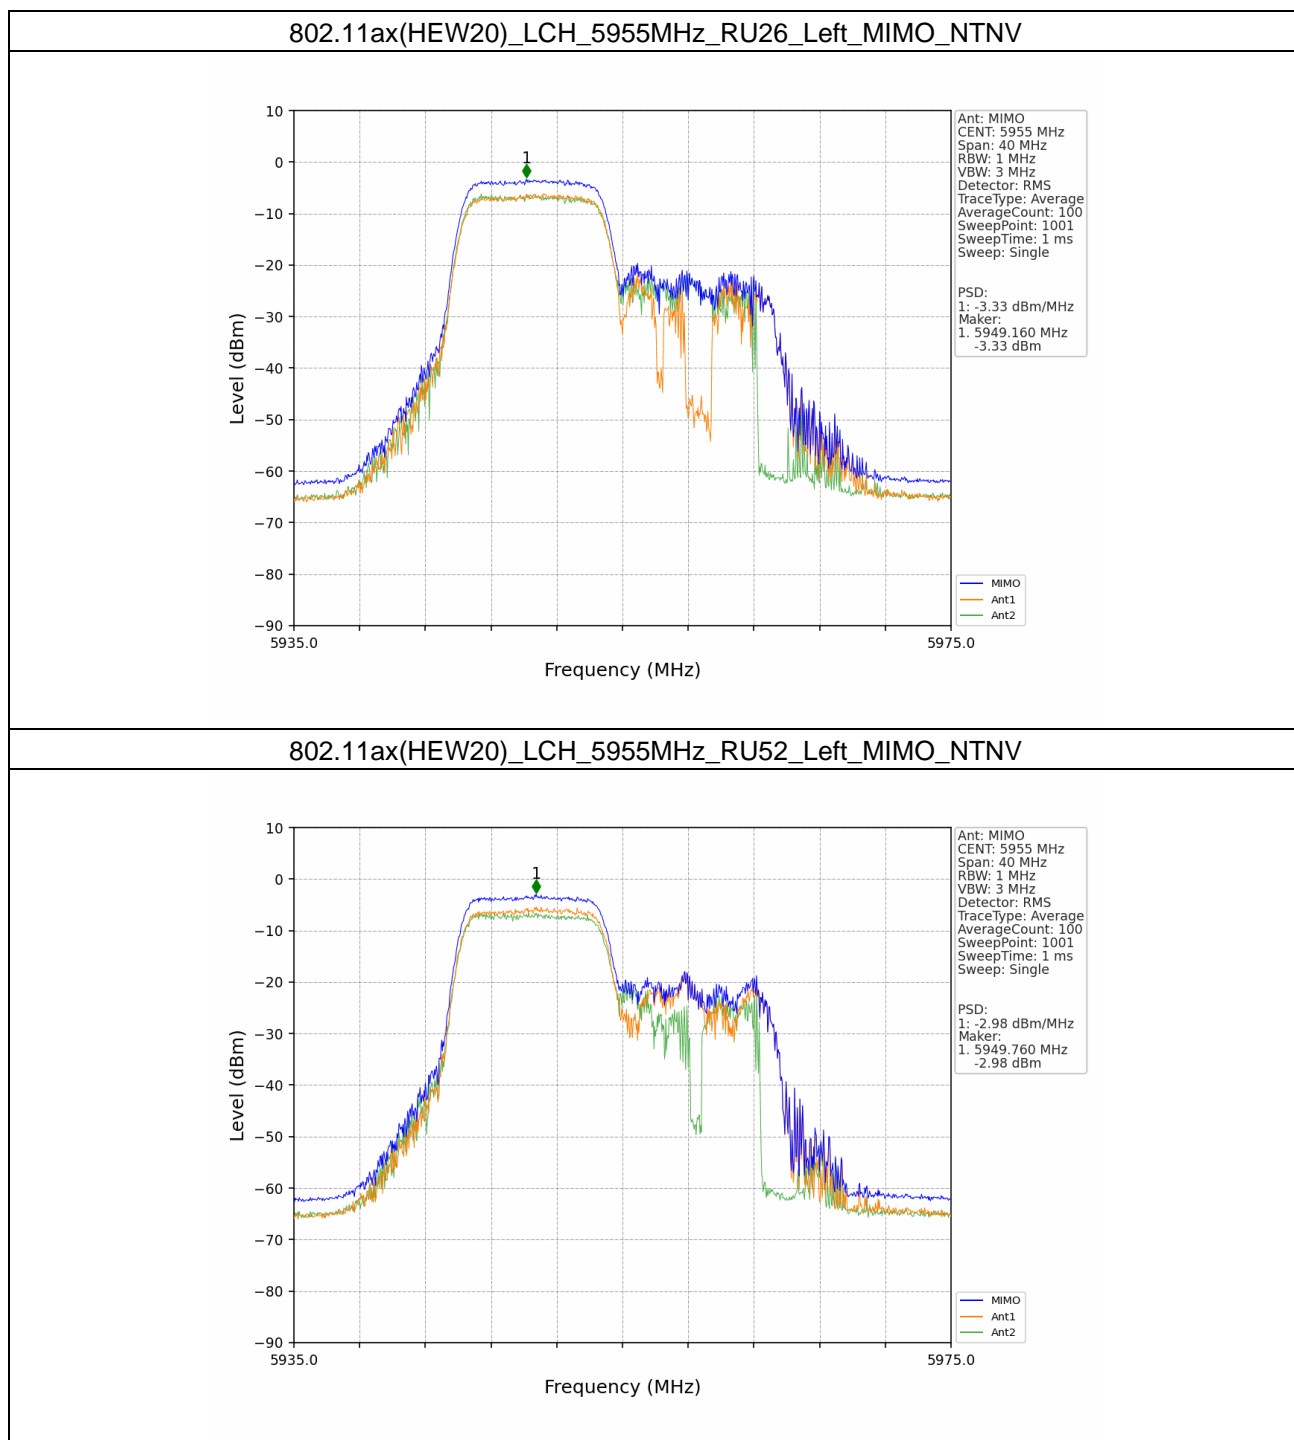 802.11ax(HEW20)_LCH_5955MHz_RU26_Left_MIMO_NTNV
10
0
−10
−20
−30
−40
−50
−60
−70
−80
−90
Level (dBm)
1
5935.0
5975.0
Frequency (MHz)
Ant: MIMO
CENT: 5955 MHz
Span: 40 MHz
RBW: 1 MHz
VBW: 3 MHz
Detector: RMS
TraceType: Average
AverageCount: 100
SweepPoint: 1001
SweepTime: 1 ms
Sweep: Single
PSD:
1: -3.33 dBm/MHz
Maker:
1. 5949.160 MHz
-3.33 dBm
MIMO
Ant1
Ant2
802.11ax(HEW20)_LCH_5955MHz_RU52_Left_MIMO_NTNV
10
0
−10
−20
−30
−40
−50
−60
−70
−80
−90
Level (dBm)
1
5935.0
5975.0
Frequency (MHz)
Ant: MIMO
CENT: 5955 MHz
Span: 40 MHz
RBW: 1 MHz
VBW: 3 MHz
Detector: RMS
TraceType: Average
AverageCount: 100
SweepPoint: 1001
SweepTime: 1 ms
Sweep: Single
PSD:
1: -2.98 dBm/MHz
Maker:
1. 5949.760 MHz
-2.98 dBm
MIMO
Ant1
Ant2